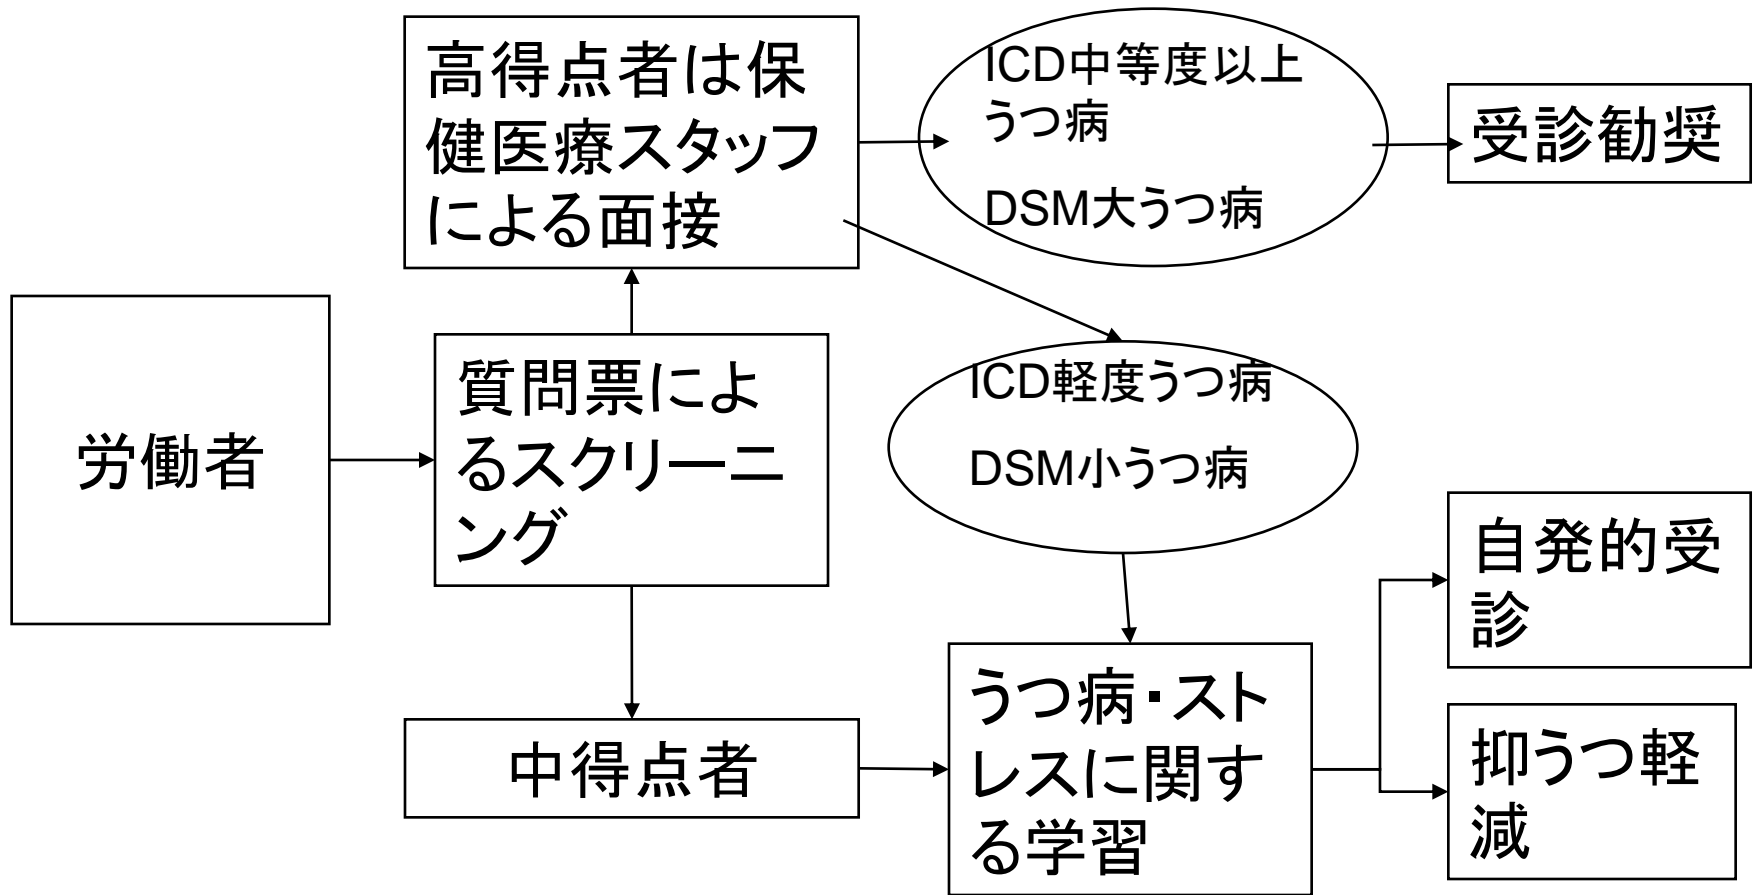 高得点者は保
健医療スタッフ
による面接
ICD中等度以上
うつ病
DSM大うつ病
受診勧奨
労働者
質問票によ
るスクリーニ
ング
ICD軽度うつ病
DSM小うつ病
中得点者
うつ病・スト
レスに関す
る学習
自発的受
診
抑うつ軽
減